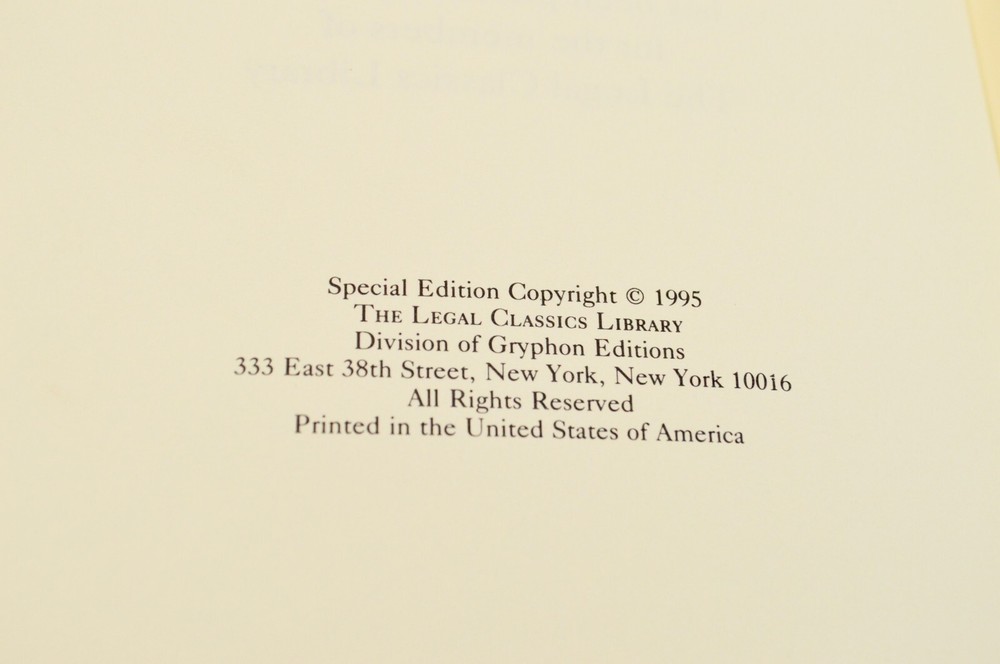 Special Edition Copyright © 1995
THE LEGAL CLASSICS LIBRARY
Division of Gryphon Editions
333 East 38th Street, New York, New York 10016
All Rights Reserved
Printed in the United States of America